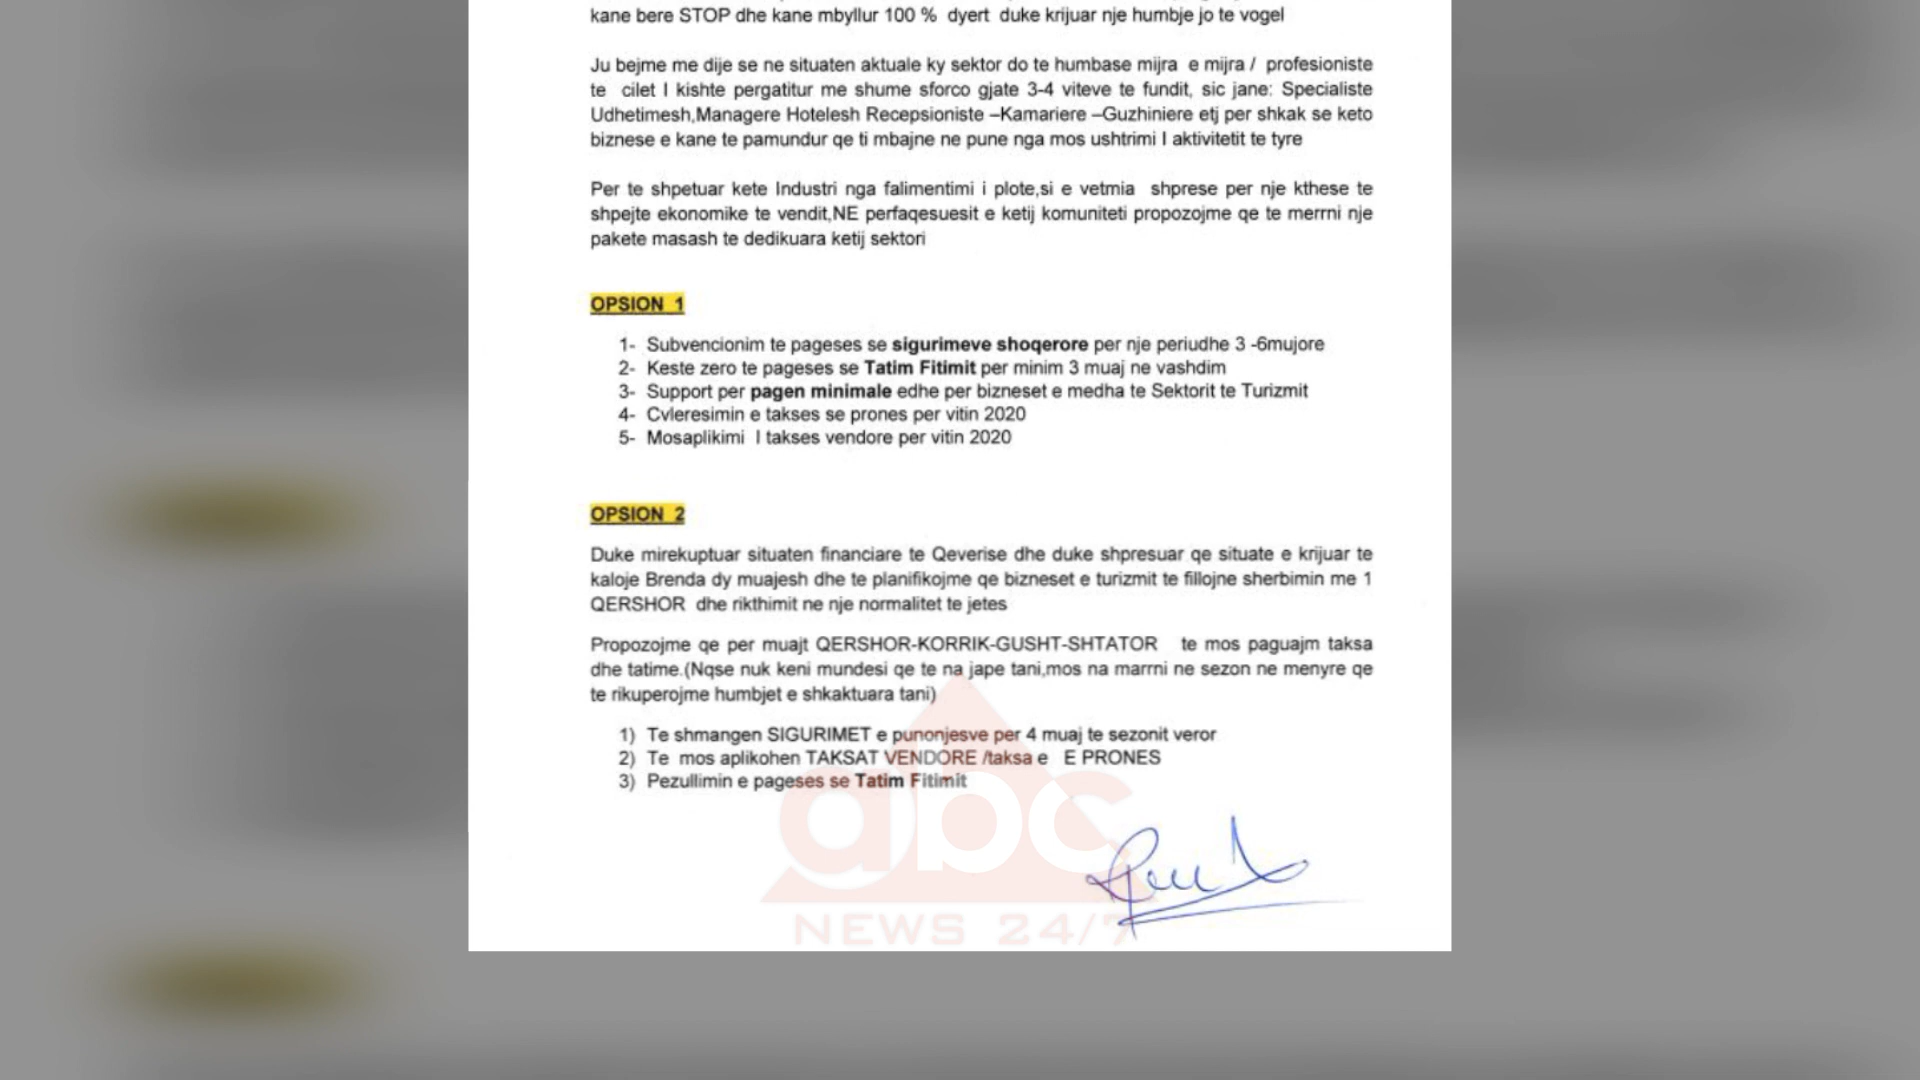 kane bere STOP dhe kane mbyllur 100 % dyert duke krijuar nje humbje jo te vogel
Ju bejme me dije se ne situaten aktuale ky sektor do te humbase mijra e mijra / profesioniste
te cilet I kishte pergatitur me shume sforco gjate 3-4 viteve te fundit, sic jane: Specialiste
Udhetimesh,Managere Hotelesh Recepsioniste –Kamariere –Guzhiniere etj per shkak se keto
biznese e kane te pamundur qe ti mbajne ne pune nga mos ushtrimi I aktivitetit te tyre
Per te shpetuar kete Industri nga falimentimi i plote,si e vetmia shprese per nje kthese te
shpejte ekonomike te vendit,NE perfaqesuesit e ketij komuniteti propozojme qe te merrni nje
pakete masash te dedikuara ketij sektori
OPSION 1
1- Subvencionim te pageses se sigurimeve shoqerore per nje periudhe 3 -6mujore
2- Keste zero te pageses se Tatim Fitimit per minim 3 muaj ne vashdim
3- Support per pagen minimale edhe per bizneset e medha te Sektorit te Turizmit
4- Cvleresimin e takses se prones per vitin 2020
5- Mosaplikimi I takses vendore per vitin 2020
OPSION 2
Duke mirekuptuar situaten financiare te Qeverise dhe duke shpresuar qe situate e krijuar te
kaloje Brenda dy muajesh dhe te planifikojme qe bizneset e turizmit te fillojne sherbimin me 1
QERSHOR dhe rikthimit ne nje normalitet te jetes
Propozojme qe per muajt QERSHOR-KORRIK-GUSHT-SHTATOR te mos paguajm taksa
dhe tatime.(Nqse nuk keni mundesi qe te na jape tani,mos na marrni ne sezon ne menyre qe
te rikuperojme humbjet e shkaktuara tani)
1) Te shmangen SIGURIMET e punonjesve per 4 muaj te sezonit veror
2) Te mos aplikohen TAKSAT VENDORE /taksa e E PRONES
3) Pezullimin e pageses se Tatim Fitimit
abc
NEWS 24/7